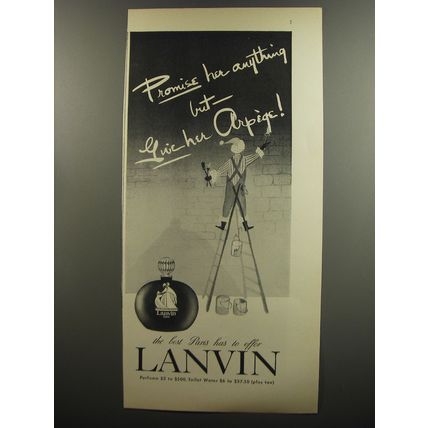 Promise her anything
but—
Give her Arpège!
Lanvin
the best Paris has to offer
LANVIN
Perfume $3 to $500, Toilet Water $6 to $37.50 (plus tax)